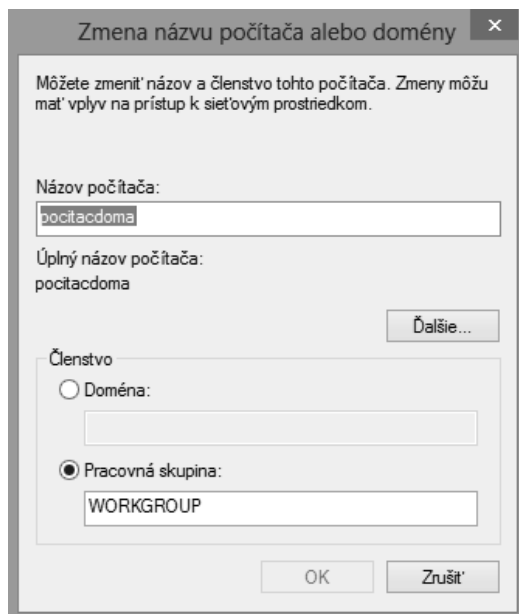 Zmena názvu počítača alebo domény
Môžete zmeniť názov a členstvo tohto počítača. Zmeny môžu
mať vplyv na prístup k sieťovým prostriedkom.
Názov počítača:
pocitacdoma
Úplný názov počítača:
pocitacdoma
Ďalšie...
Členstvo
Doména:
Pracovná skupina:
WORKGROUP
OK
Zrušiť